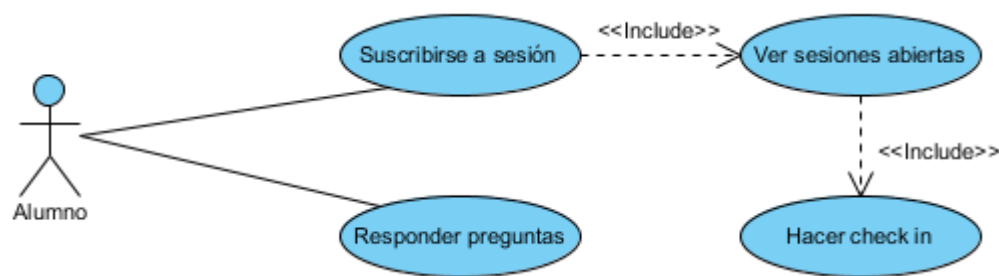 Suscribirse a sesión
<<Include>>
Ver sesiones abiertas
<<Include>>
Alumno
Responder preguntas
Hacer check in